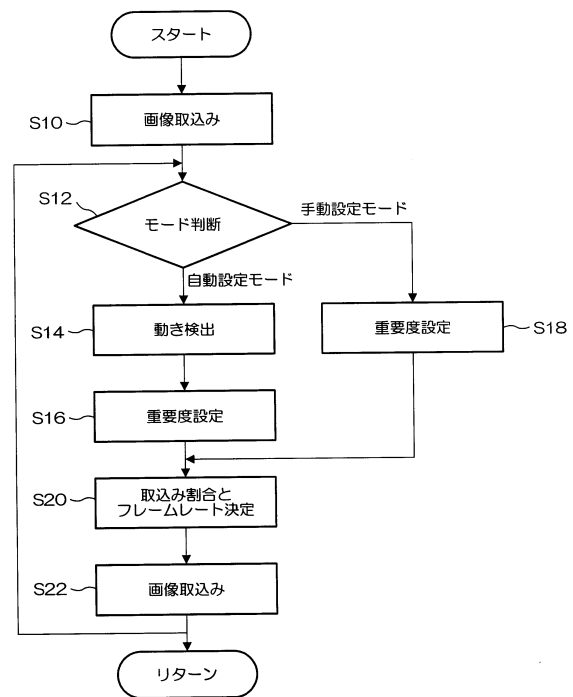 スタート
S10
画像取込み
S12
モード判断
手動設定モード
自動設定モード
S14
動き検出
重要度設定
S18
S16
重要度設定
S20
取込み割合と
フレームレート決定
S22
画像取込み
リターン